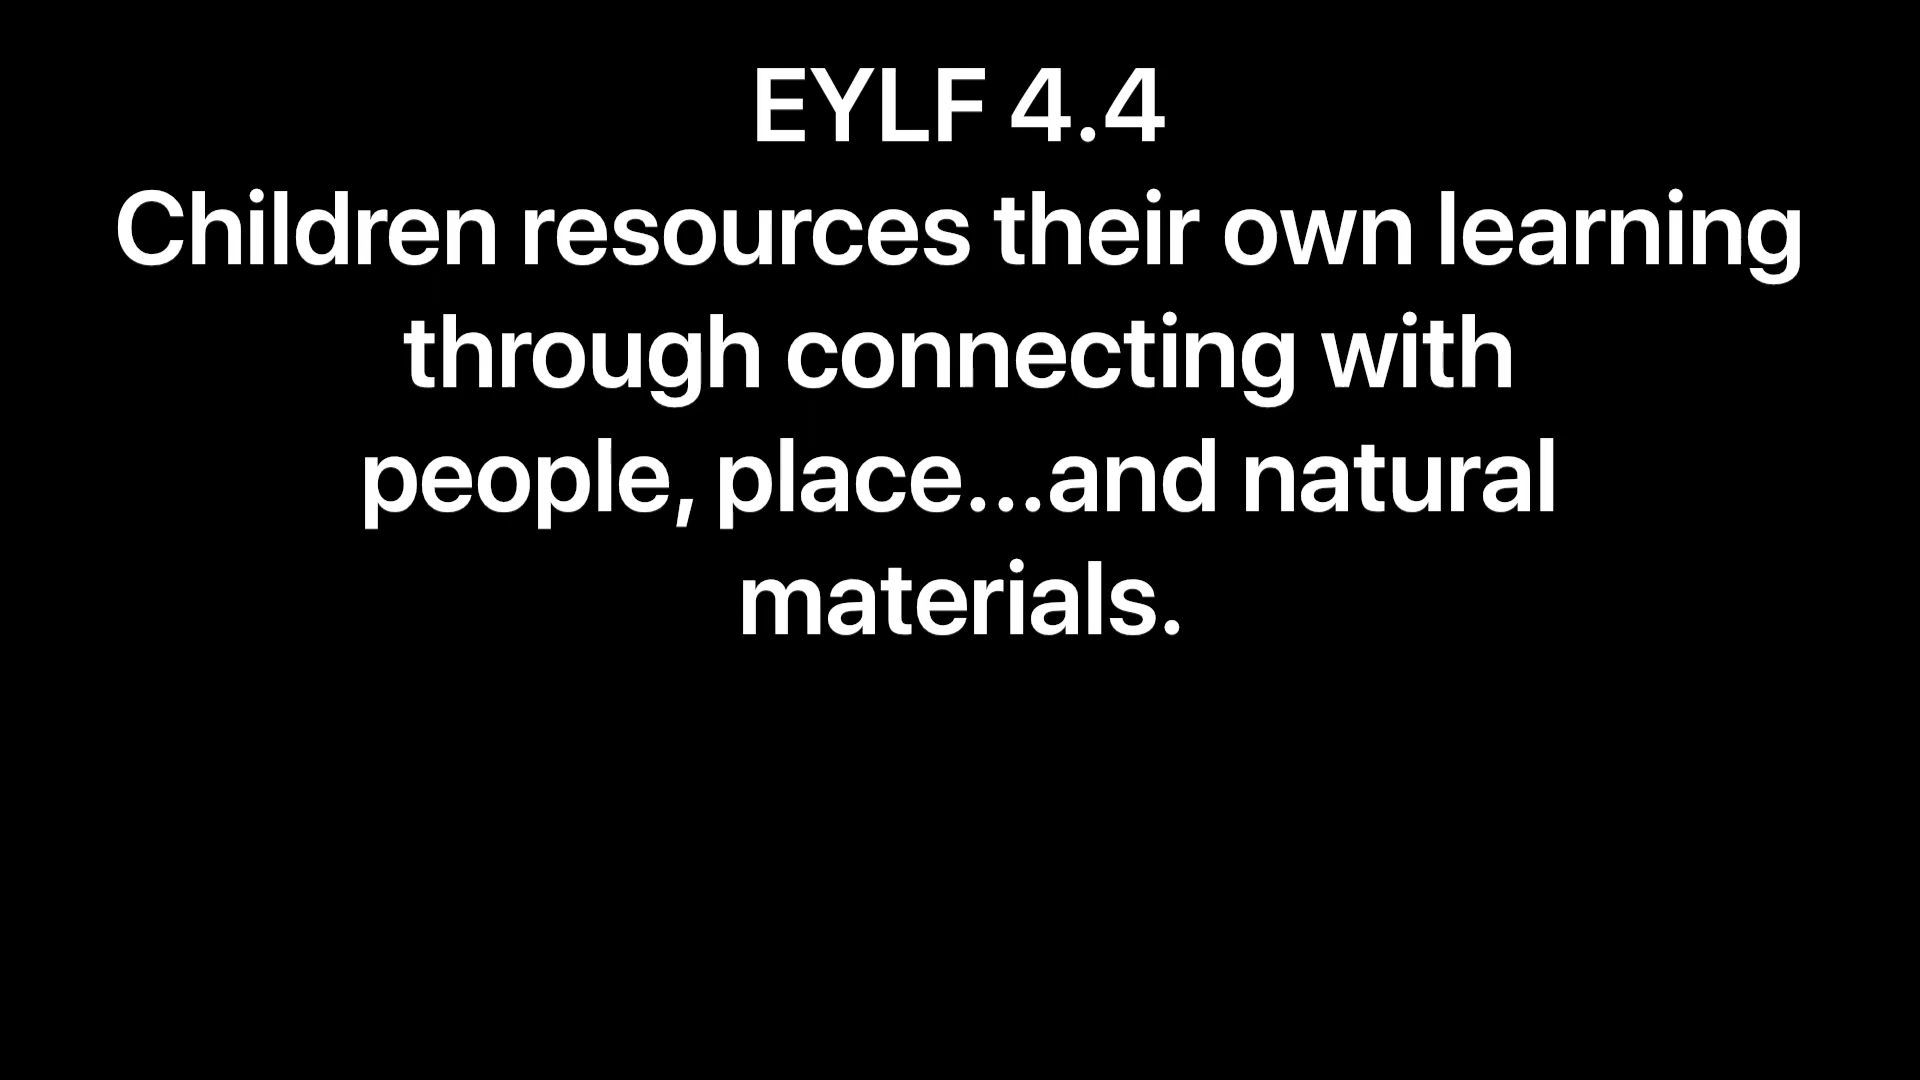 EYLF 4.4
Children resources their own learning
through connecting with
people, place...and natural
materials.